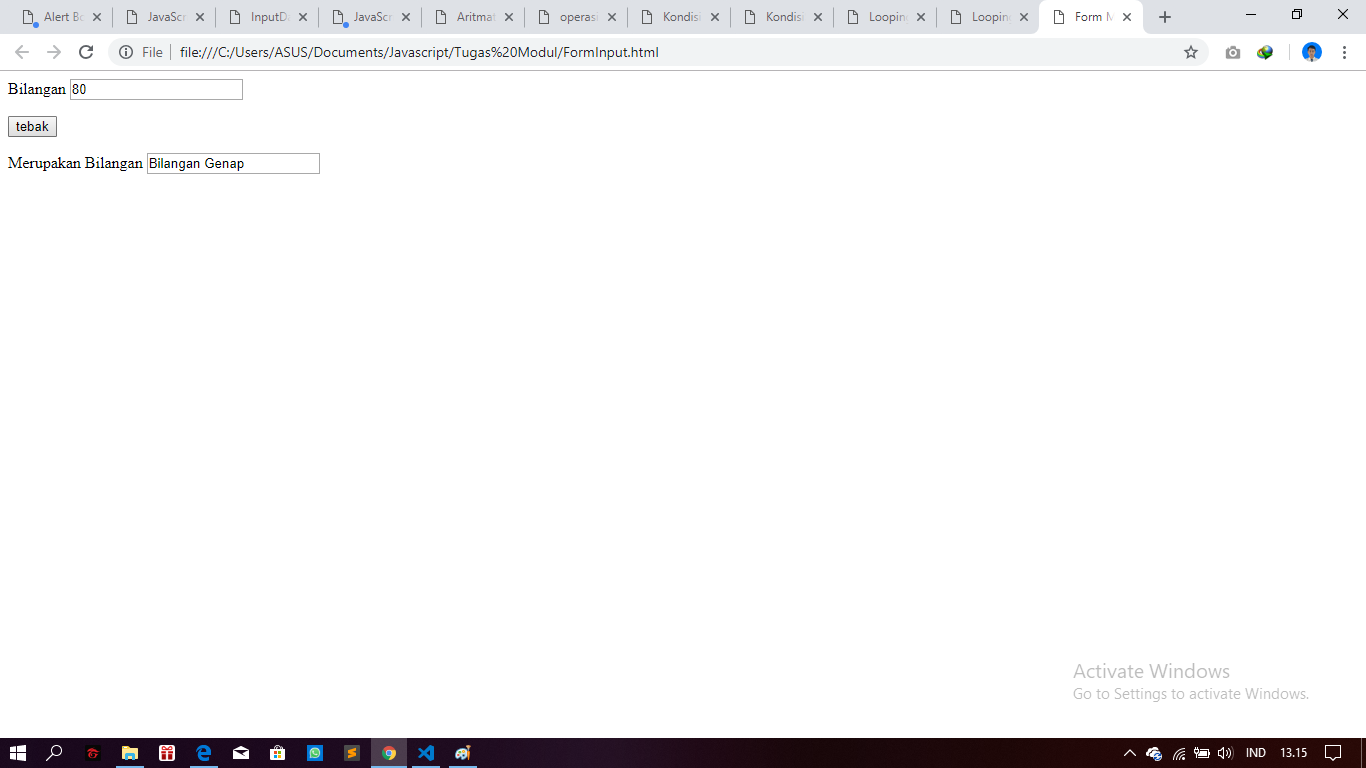 Alert Bo JavaScr InputDa JavaScr Aritmat operasi Kondisi Kondisi Looping Looping Form M
File file:///C:/Users/ASUS/Documents/Javascript/Tugas%20Modul/FormInput.html
Bilangan 80
tebak
Merupakan Bilangan Bilangan Genap
Activate Windows
Go to Settings to activate Windows.
IND 13.15